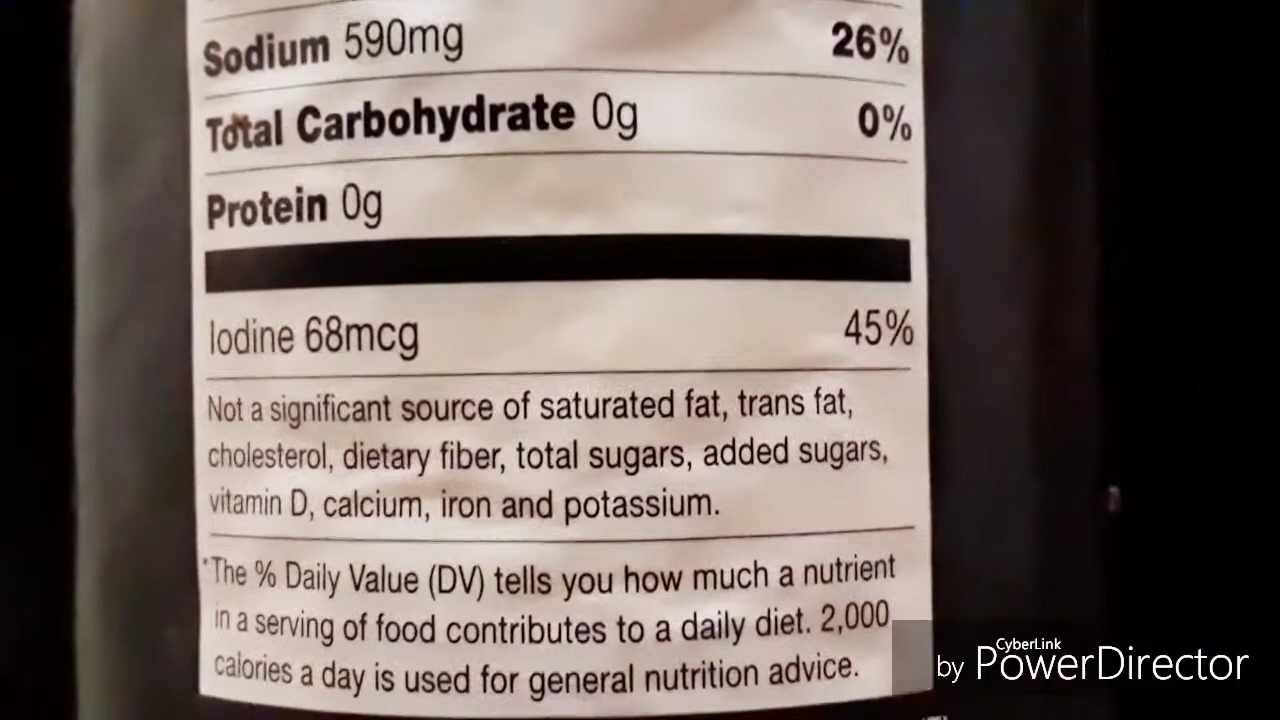 Sodium 590mg 26%
Total Carbohydrate 0g 0%
Protein 0g
Iodine 68mcg 45%
Not a significant source of saturated fat, trans fat,
cholesterol, dietary fiber, total sugars, added sugars,
vitamin D, calcium, iron and potassium.
*The % Daily Value (DV) tells you how much a nutrient
in a serving of food contributes to a daily diet. 2,000
calories a day is used for general nutrition advice.
CyberLink
by PowerDirector